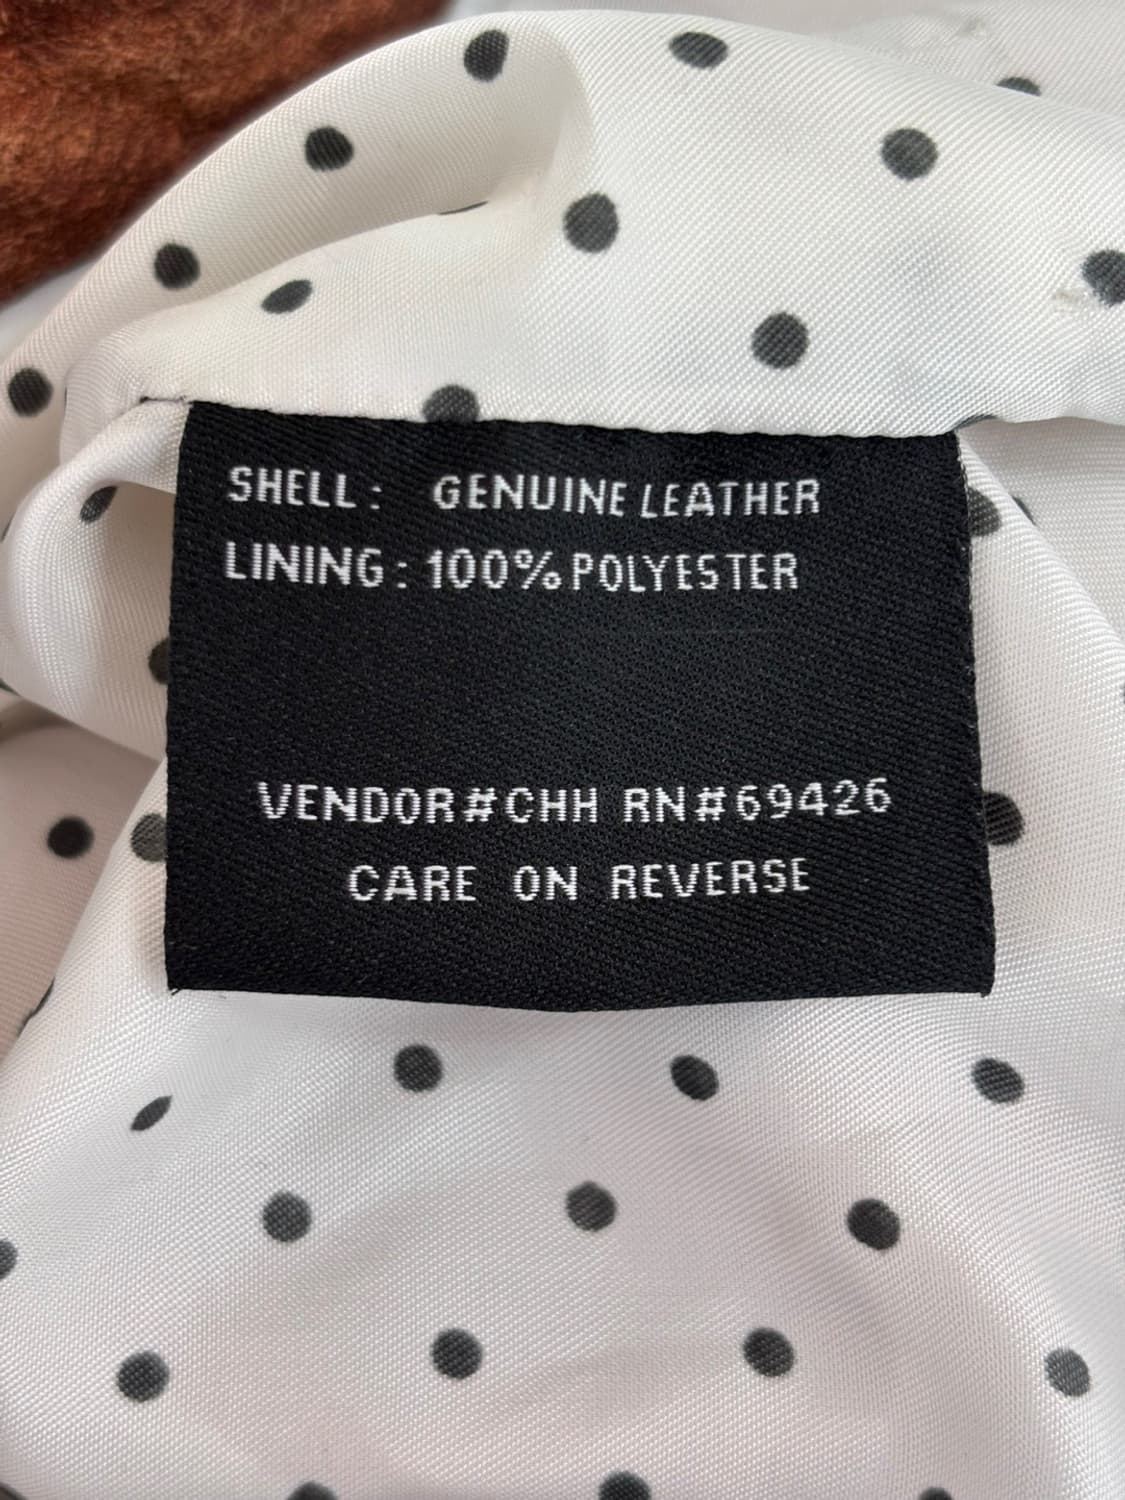 SHELL: GENUINE LEATHER
LINING: 100% POLYESTER
VENDOR#CHH RN#69426
CARE ON REVERSE